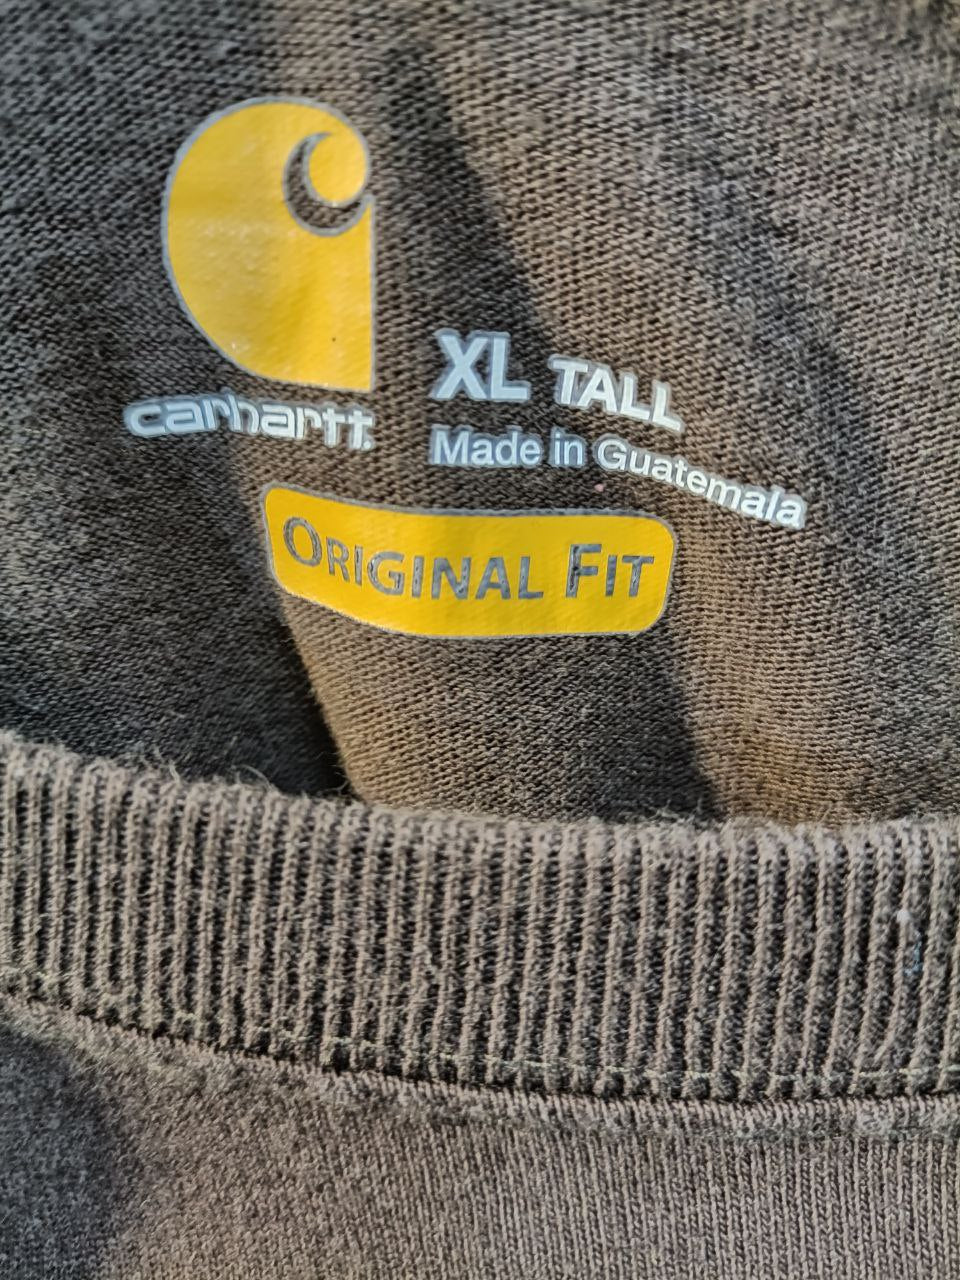 carhartt
XL TALL
Made in Guatemala
ORIGINAL FIT